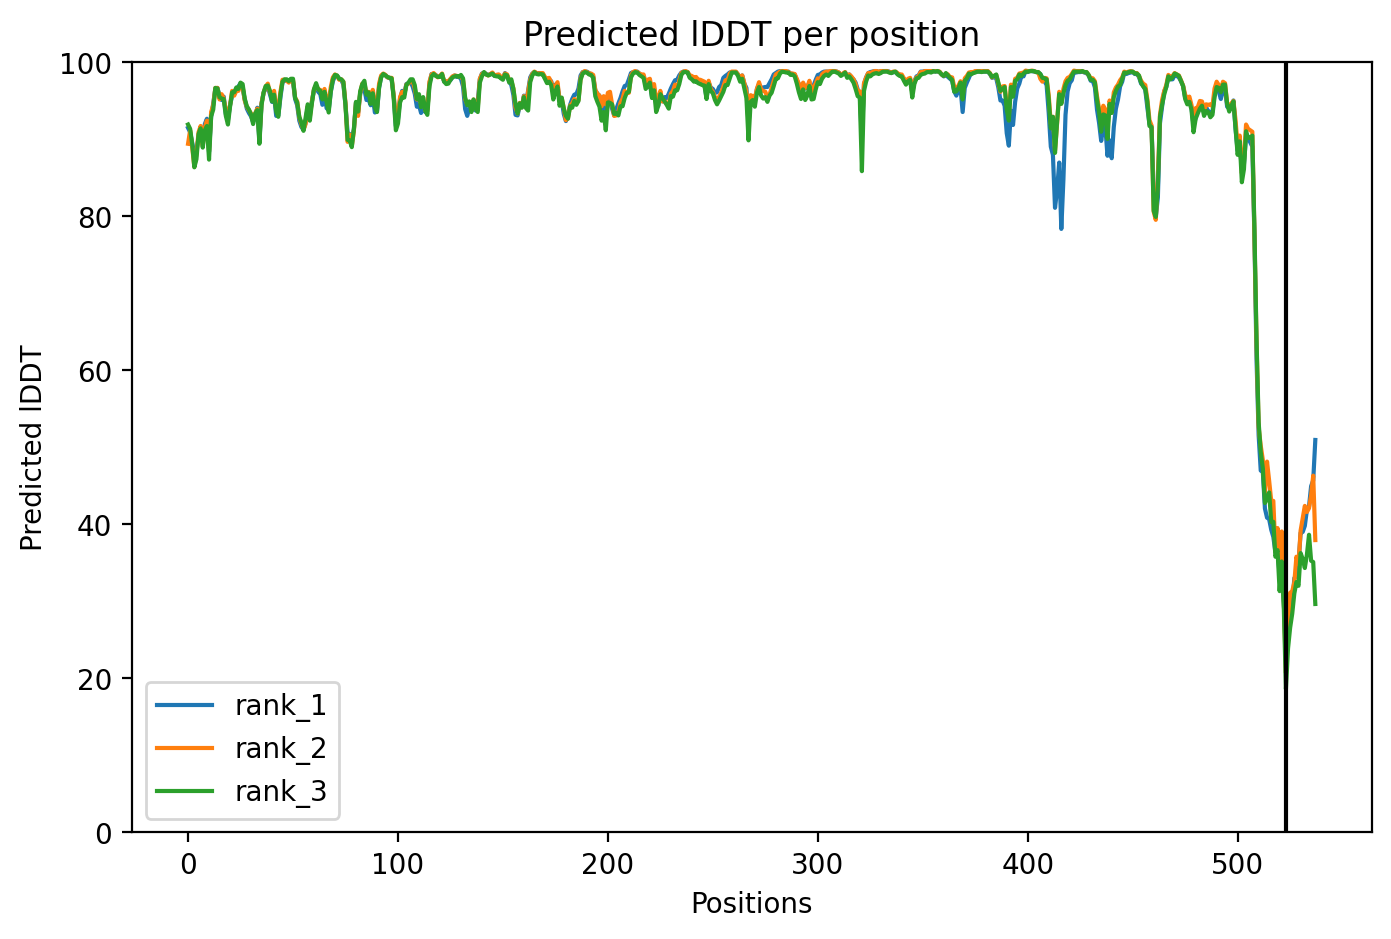 Predicted lDDT per position
100
80
60
40
20
0
Predicted lDDT
rank_1
rank_2
rank_3
0 100 200 300 400 500
Positions